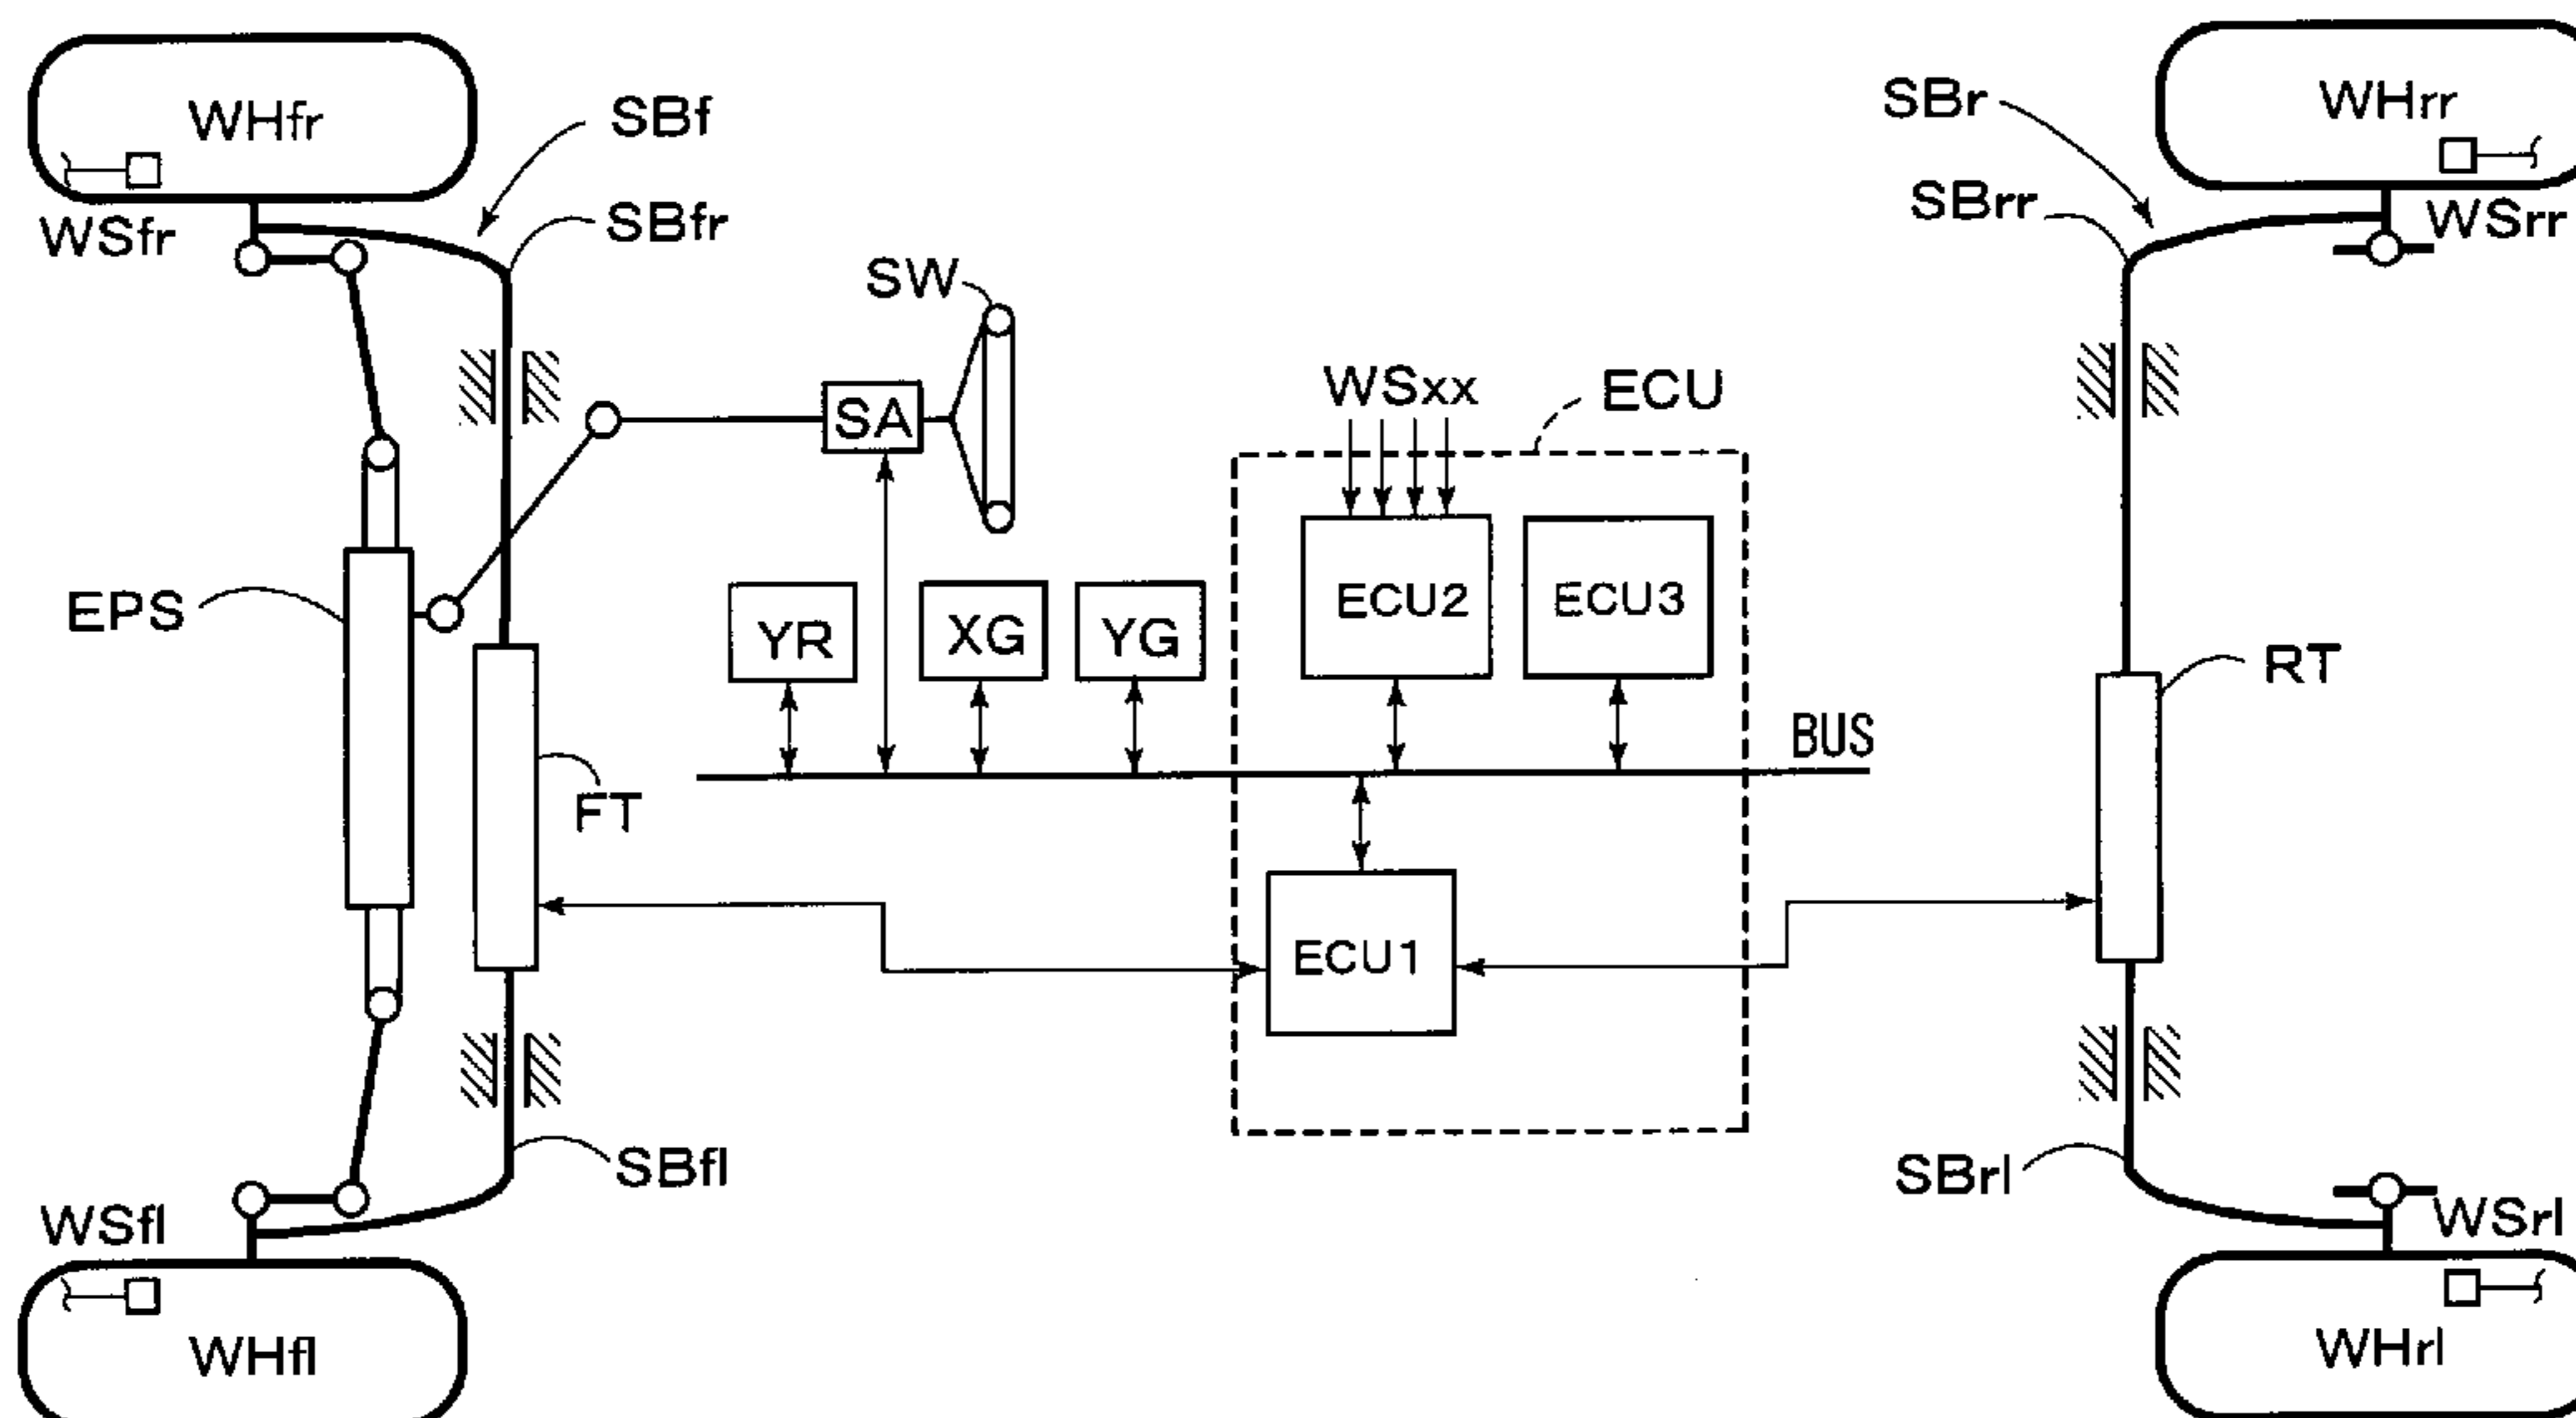 WHfr
SBf
SBr
WHrr
WSfr
SBfr
SBrr
WSrr
SW
SA
WSxx
ECU
EPS
YR
XG
YG
ECU2
ECU3
RT
BUS
FT
ECU1
SBfl
SBrl
WSfl
WSrl
WHfl
WHrl